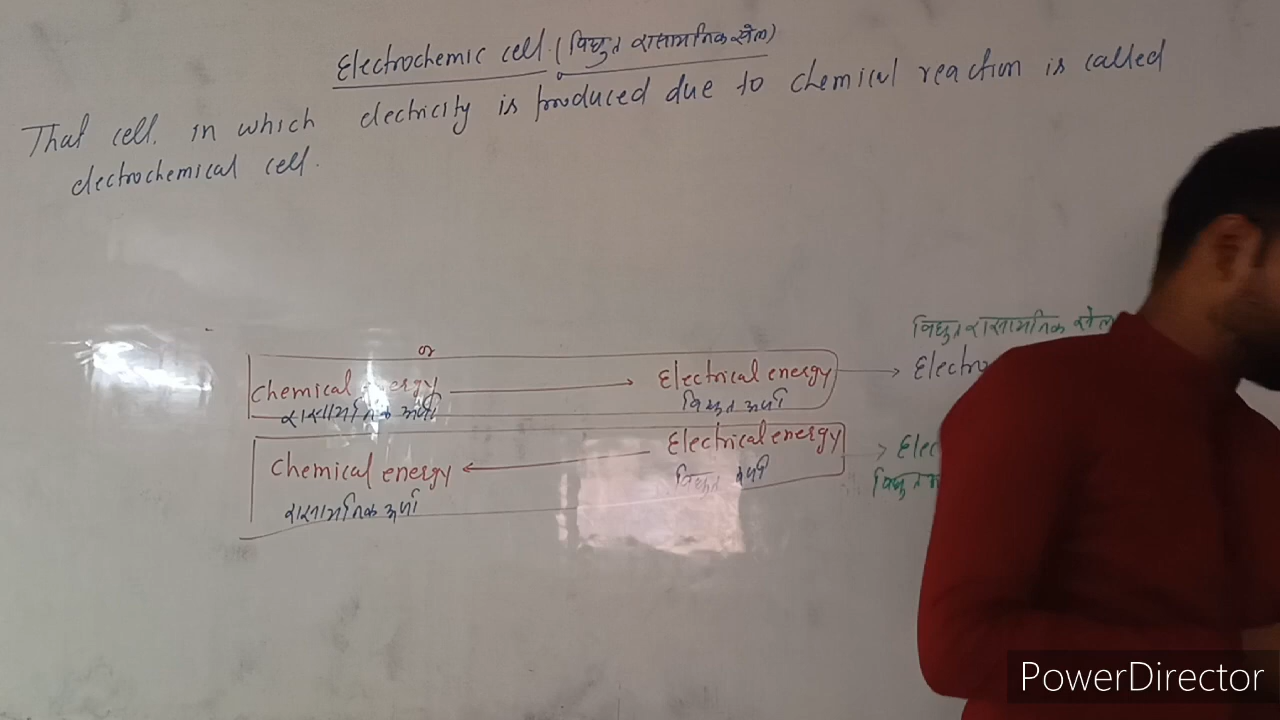 Electrochemic cell. (विद्युत रासायनिक सेल)
That cell. in which electricity is produced due to chemical reaction is called
electrochemical cell.
or
Chemical energy → Electrical energy →
रासायनिक ऊर्जा विद्युत ऊर्जा
विद्युत रासायनिक सेल
Electro
Chemical energy ← Electrical energy → Elec
रासायनिक ऊर्जा विद्युत ऊर्जा विद्युत
PowerDirector